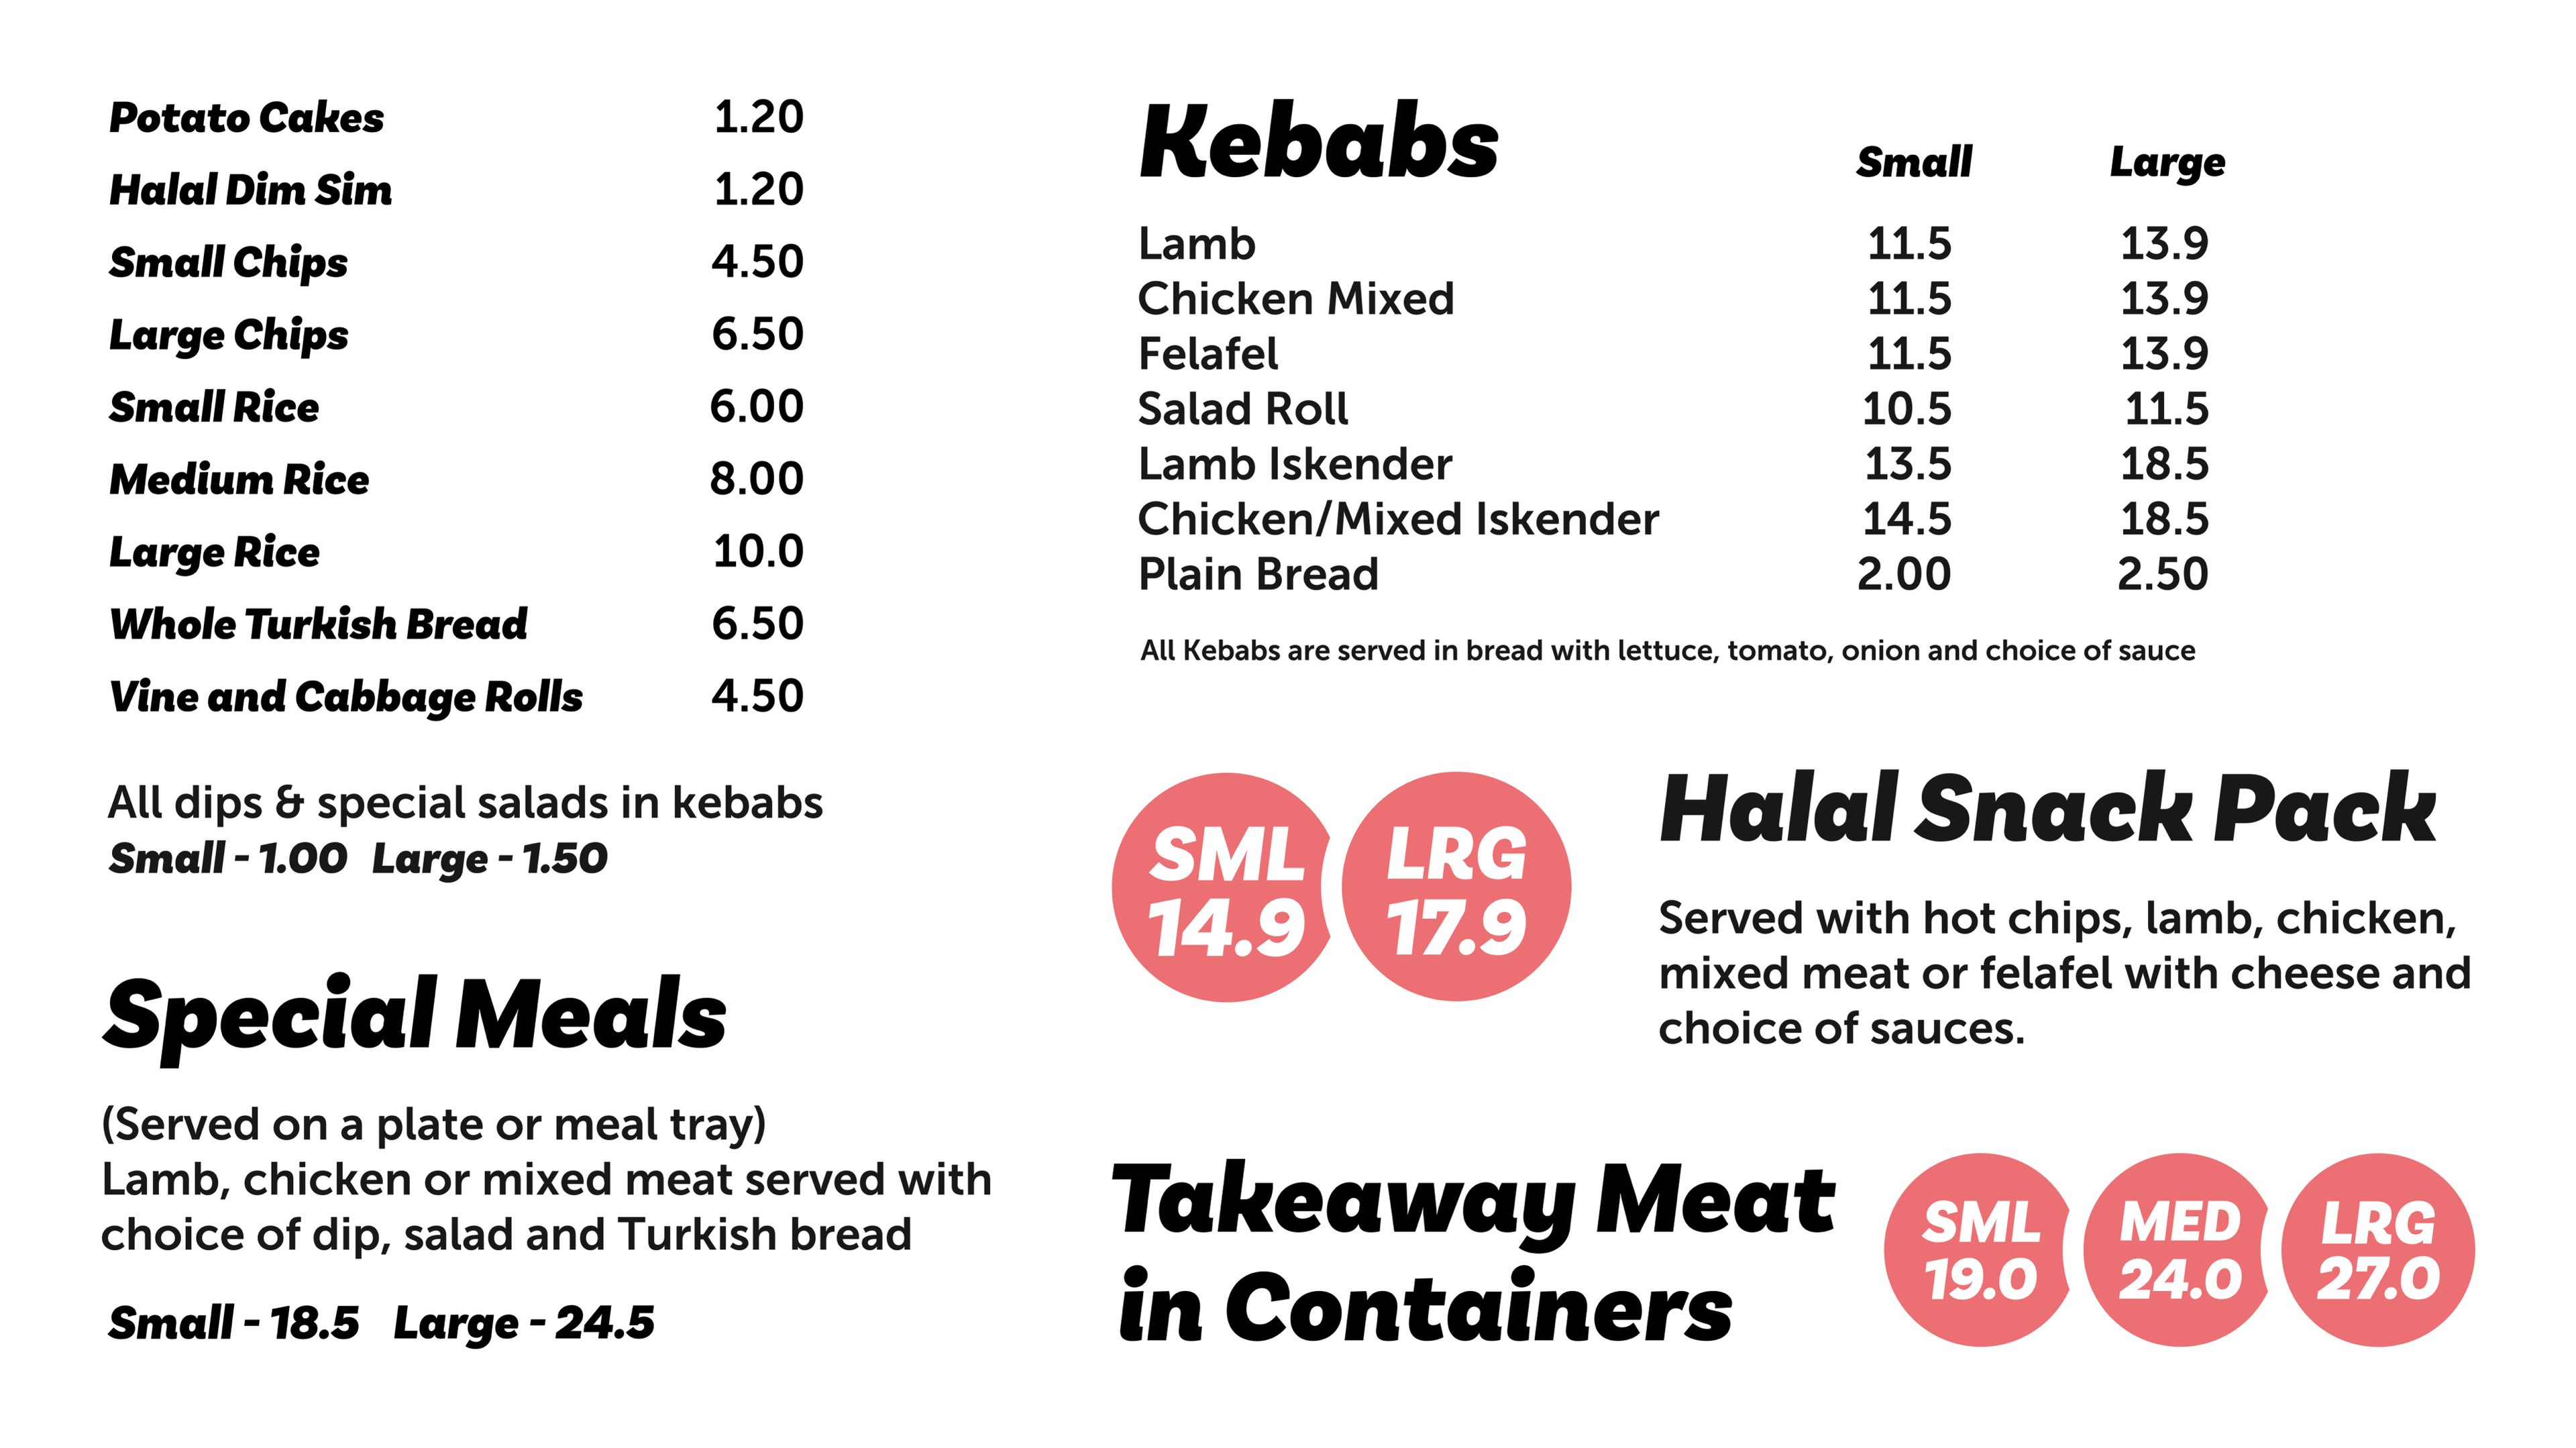 Potato Cakes 1.20
Halal Dim Sim 1.20
Small Chips 4.50
Large Chips 6.50
Small Rice 6.00
Medium Rice 8.00
Large Rice 10.0
Whole Turkish Bread 6.50
Vine and Cabbage Rolls 4.50
All dips & special salads in kebabs
Small - 1.00 Large - 1.50
Special Meals
(Served on a plate or meal tray)
Lamb, chicken or mixed meat served with
choice of dip, salad and Turkish bread
Small - 18.5 Large - 24.5
Kebabs Small Large
Lamb 11.5 13.9
Chicken Mixed 11.5 13.9
Felafel 11.5 13.9
Salad Roll 10.5 11.5
Lamb Iskender 13.5 18.5
Chicken/Mixed Iskender 14.5 18.5
Plain Bread 2.00 2.50
All Kebabs are served in bread with lettuce, tomato, onion and choice of sauce
SML LRG
14.9 17.9
Halal Snack Pack
Served with hot chips, lamb, chicken,
mixed meat or felafel with cheese and
choice of sauces.
Takeaway Meat
in Containers
SML MED LRG
19.0 24.0 27.0